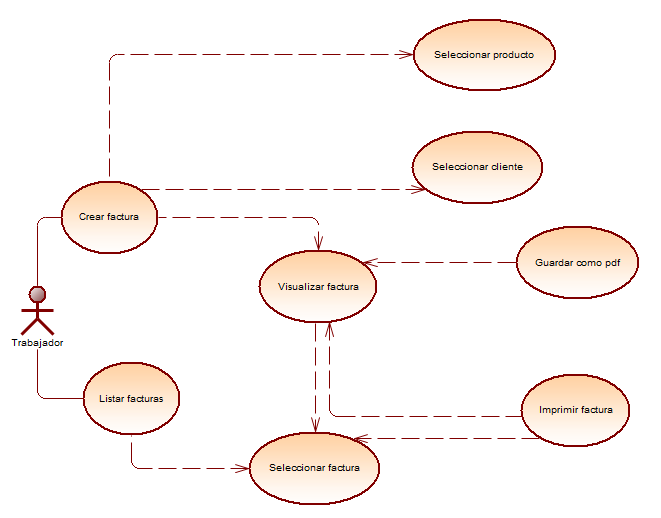 Seleccionar producto
Seleccionar cliente
Crear factura
Guardar como pdf
Visualizar factura
Trabajador
Listar facturas
Imprimir factura
Seleccionar factura